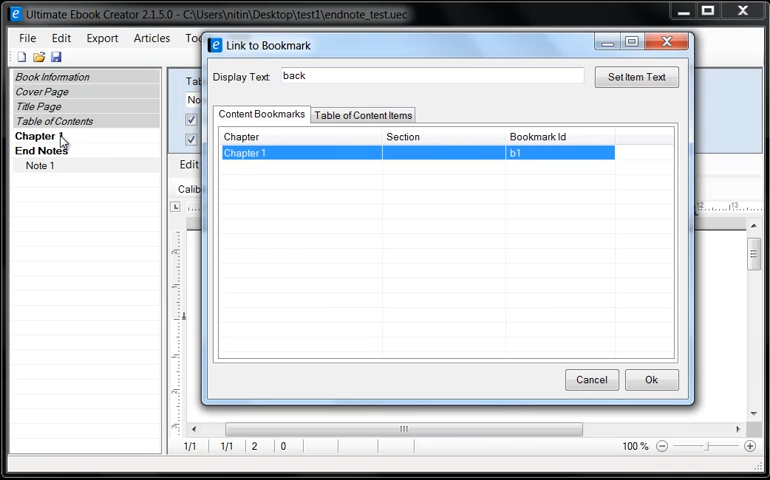 Ultimate Ebook Creator 2.1.5.0 - C:\Users\nitin\Desktop\test1\endnote_test.uec
File Edit Export Articles
Book Information
Cover Page
Title Page
Table of Contents
Chapter 1
End Notes
Note 1
Edit
Link to Bookmark
Display Text: back Set Item Text
Content Bookmarks Table of Content Items
Chapter Section Bookmark Id
Chapter 1 b1
Cancel Ok
12 13
1/1 1/1 2 0 100 %